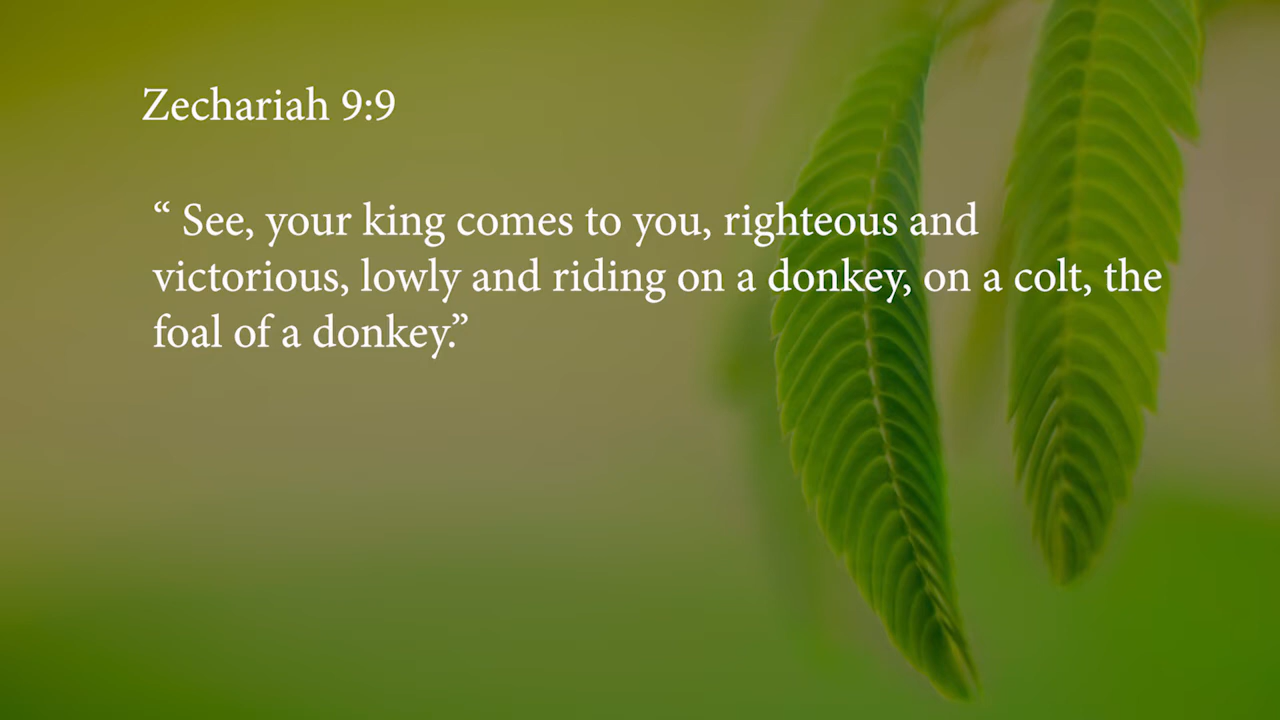 Zechariah 9:9
“ See, your king comes to you, righteous and
victorious, lowly and riding on a donkey, on a colt, the
foal of a donkey.”